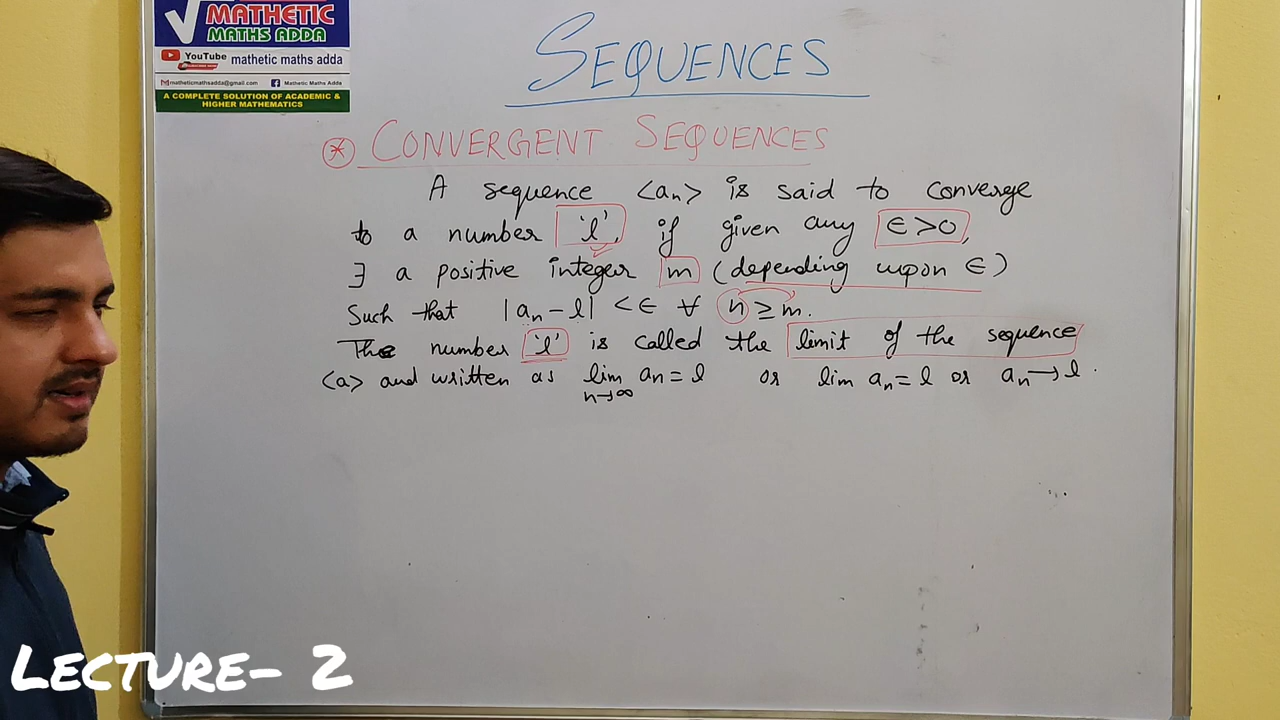 MATHETIC
MATHS ADDA
YouTube mathetic maths adda
matheticmathsadda@gmail.com Mathetic Maths Adda
A COMPLETE SOLUTION OF ACADEMIC &
HIGHER MATHEMATICS
SEQUENCES
* CONVERGENT SEQUENCES
A sequence <aₙ> is said to converge
to a number 'l', if given any ∈ > 0,
∃ a positive integer m (depending upon ∈)
Such that |aₙ - l| < ∈ ∀ n ≥ m.
The number 'l' is called the limit of the sequence
<a> and written as lim aₙ = l or lim aₙ = l or aₙ → l.
n→∞
LECTURE- 2